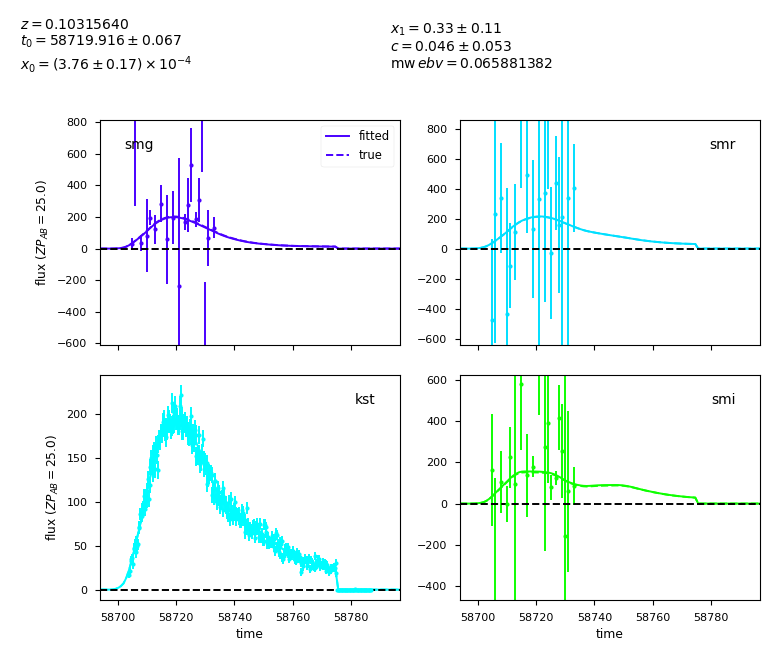 z = 0.10315640
t₀ = 58719.916 ± 0.067
x₀ = (3.76 ± 0.17) × 10⁻⁴
x₁ = 0.33 ± 0.11
c = 0.046 ± 0.053
mw ebv = 0.065881382
800
600
400
200
0
−200
−400
−600
flux (ZP_AB = 25.0)
smg
fitted
true
800
600
400
200
0
−200
−400
−600
smr
200
150
100
50
0
flux (ZP_AB = 25.0)
kst
58700
58720
58740
58760
58780
time
600
400
200
0
−200
−400
smi
58700
58720
58740
58760
58780
time